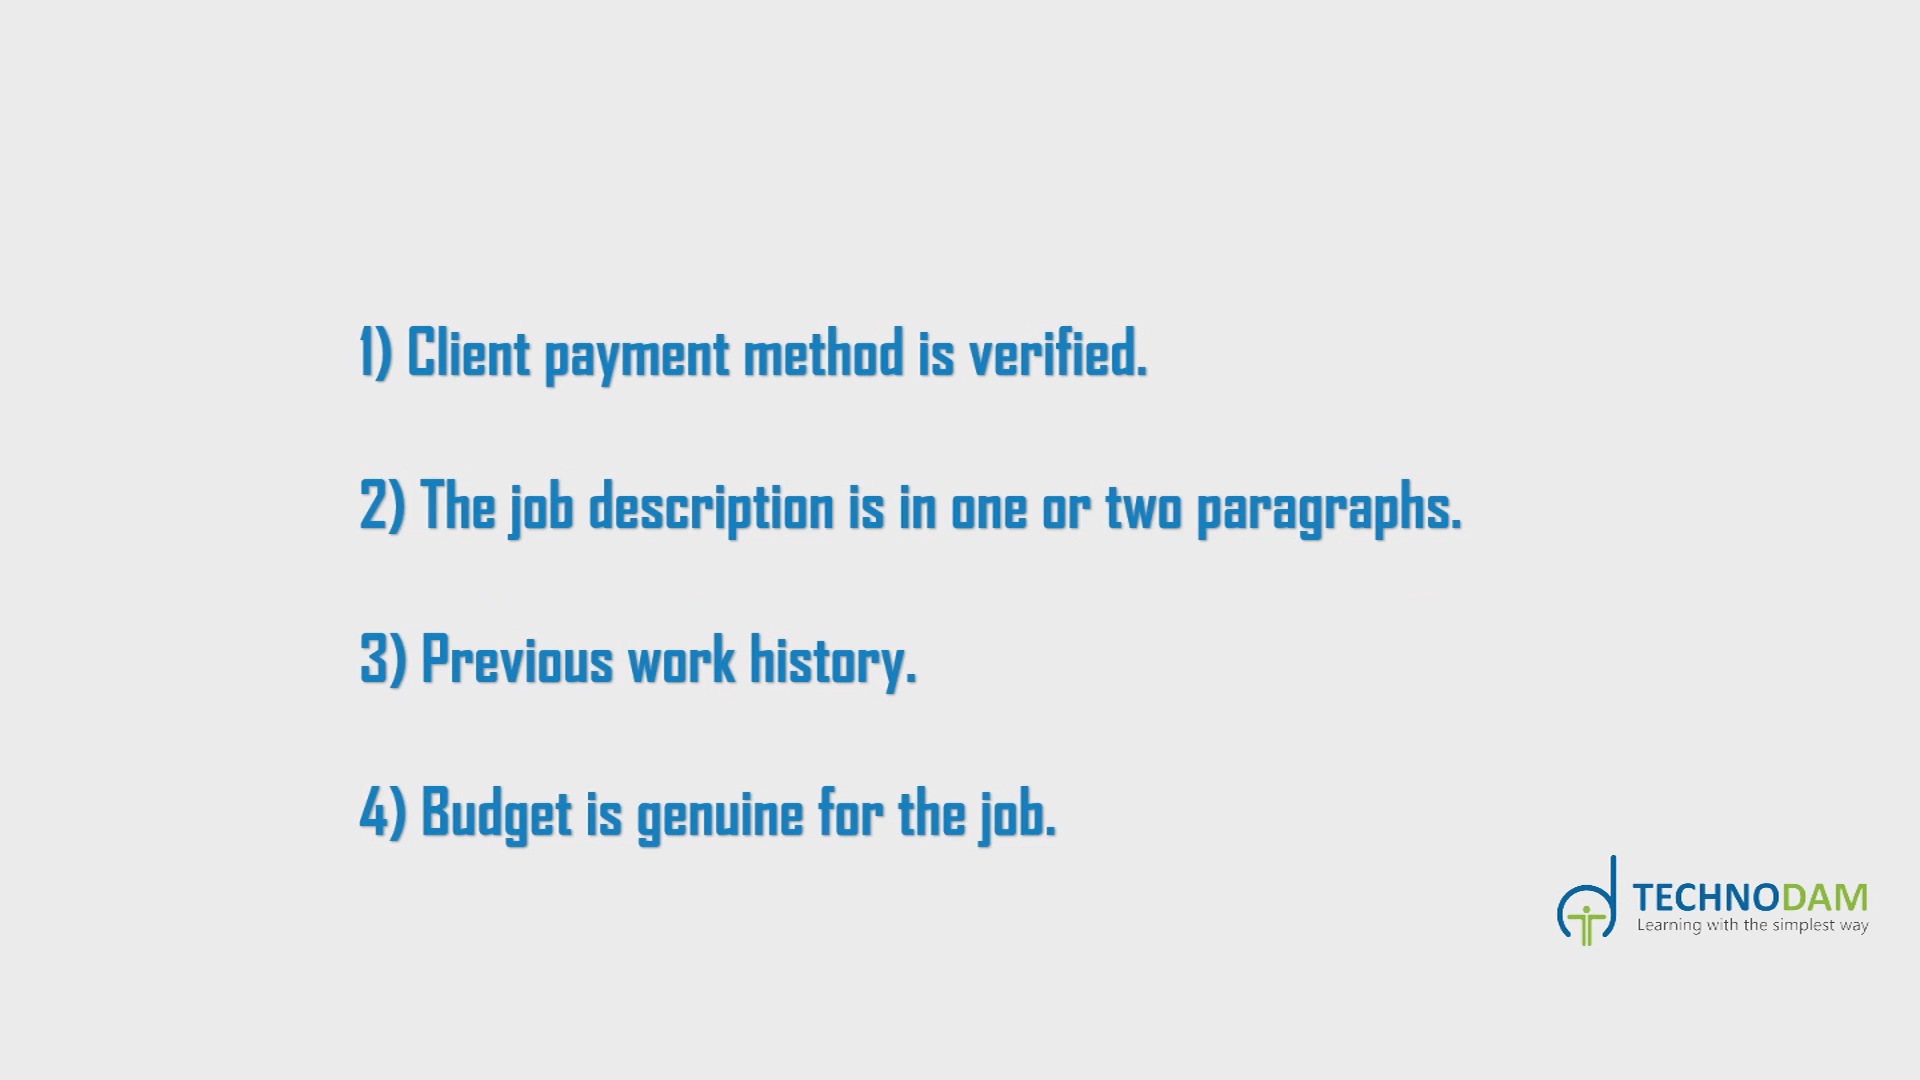 1) Client payment method is verified.
2) The job description is in one or two paragraphs.
3) Previous work history.
4) Budget is genuine for the job.
TECHNODAM
Learning with the simplest way